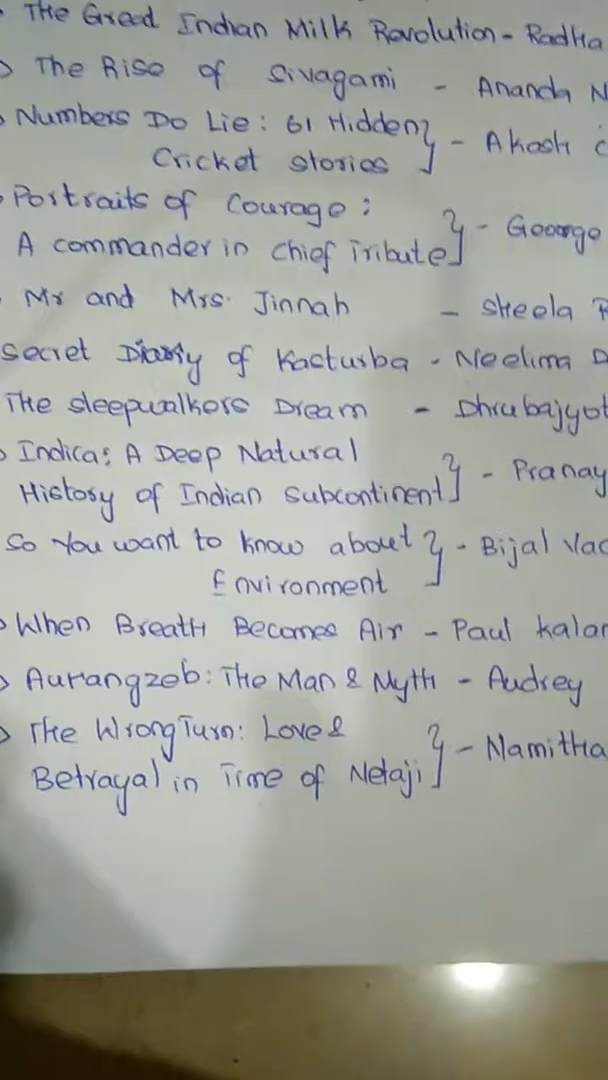 The Great Indian Milk Revolution - Radha
The Rise of Sivagami - Ananda N
Numbers Do Lie: 61 Hidden
Cricket stories } - Akash C
Portraits of Courage:
A commander in chief Tribute } - George
Mr and Mrs. Jinnah - Sheela R
Secret Diary of Kasturba - Neelima D
The Sleepwalkers Dream - Dhrubajyot
Indica: A Deep Natural
History of Indian Subcontinent } - Pranay
So You want to know about
Environment } - Bijal Vac
When Breath Becomes Air - Paul Kalan
Aurangzeb: The Man & Myth - Audrey
The Wrong Turn: Love &
Betrayal in Time of Netaji } - Namitha